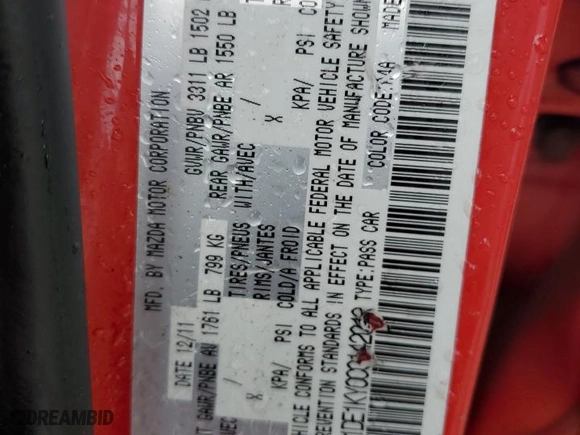 MFD. BY MAZDA MOTOR CORPORATION
DATE 12/11 GVWR/PNBV 3311 LB 1502
GAWR/PNBE AV 1761 LB 799 KG REAR GAWR/PNBE AR 1550 LB
AVEC / TIRES/PNEUS WITH/AVEC /
X RIMS/JANTES X
KPA/ PSI COLD/A FROID KPA/ PSI
VEHICLE CONFORMS TO ALL APPLICABLE FEDERAL MOTOR VEHICLE SAFETY
PREVENTION STANDARDS IN EFFECT ON THE DATE OF MANUFACTURE SHOWN
TYPE:PASS CAR MADE
COLOR CODE:
DREAMBID